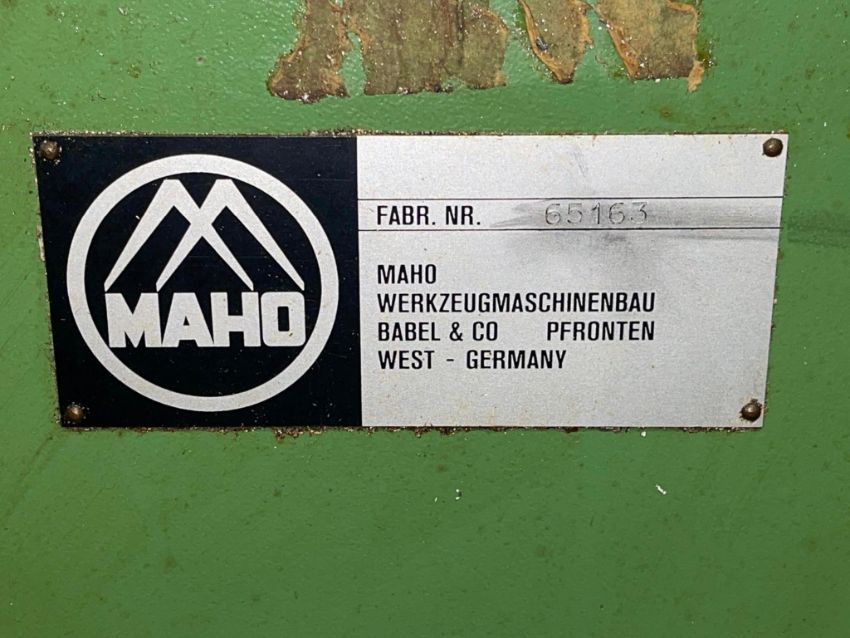 MAHO
FABR. NR. 65163
MAHO
WERKZEUGMASCHINENBAU
BABEL & CO PFRONTEN
WEST - GERMANY